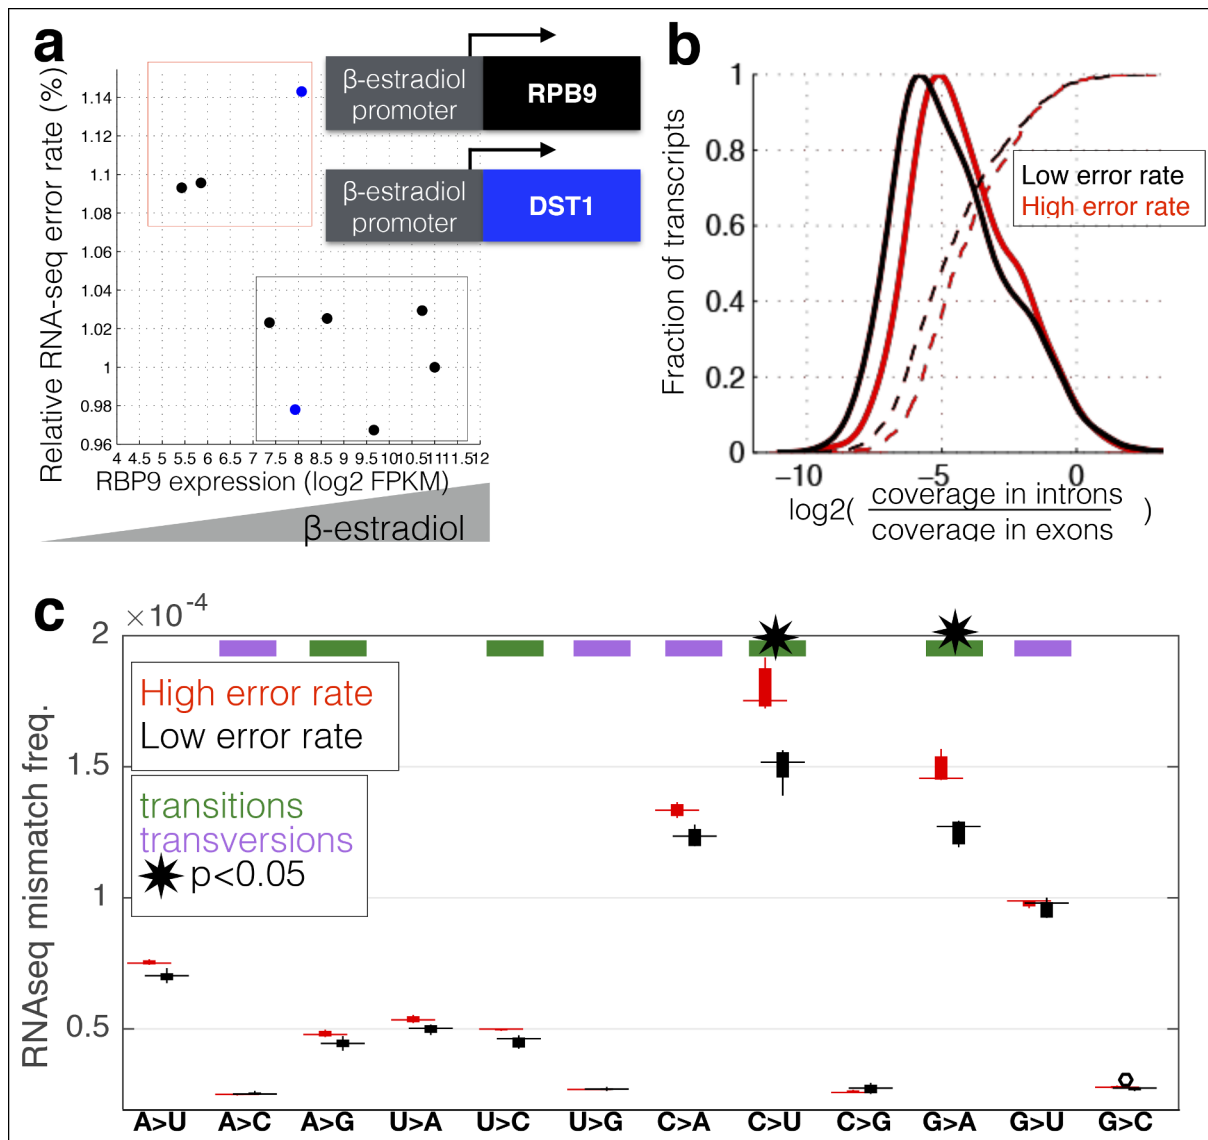 a
Relative RNA-seq error rate (%)
1.14
1.12
1.1
1.08
1.06
1.04
1.02
1
0.98
0.96
4 4.5 5 5.5 6 6.5 7 7.5 8 8.5 9 9.5 10 10.5 11 11.5 12
RBP9 expression (log2 FPKM)
β-estradiol
β-estradiol
promoter
RPB9
β-estradiol
promoter
DST1
b
Fraction of transcripts
1
0.8
0.6
0.4
0.2
0
Low error rate
High error rate
−10 −5 0
log2( coverage in introns )
coverage in exons
c
×10-4
RNAseq mismatch freq.
2
1.5
1
0.5
High error rate
Low error rate
transitions
transversions
p<0.05
A>U A>C A>G U>A U>C U>G C>A C>U C>G G>A G>U G>C